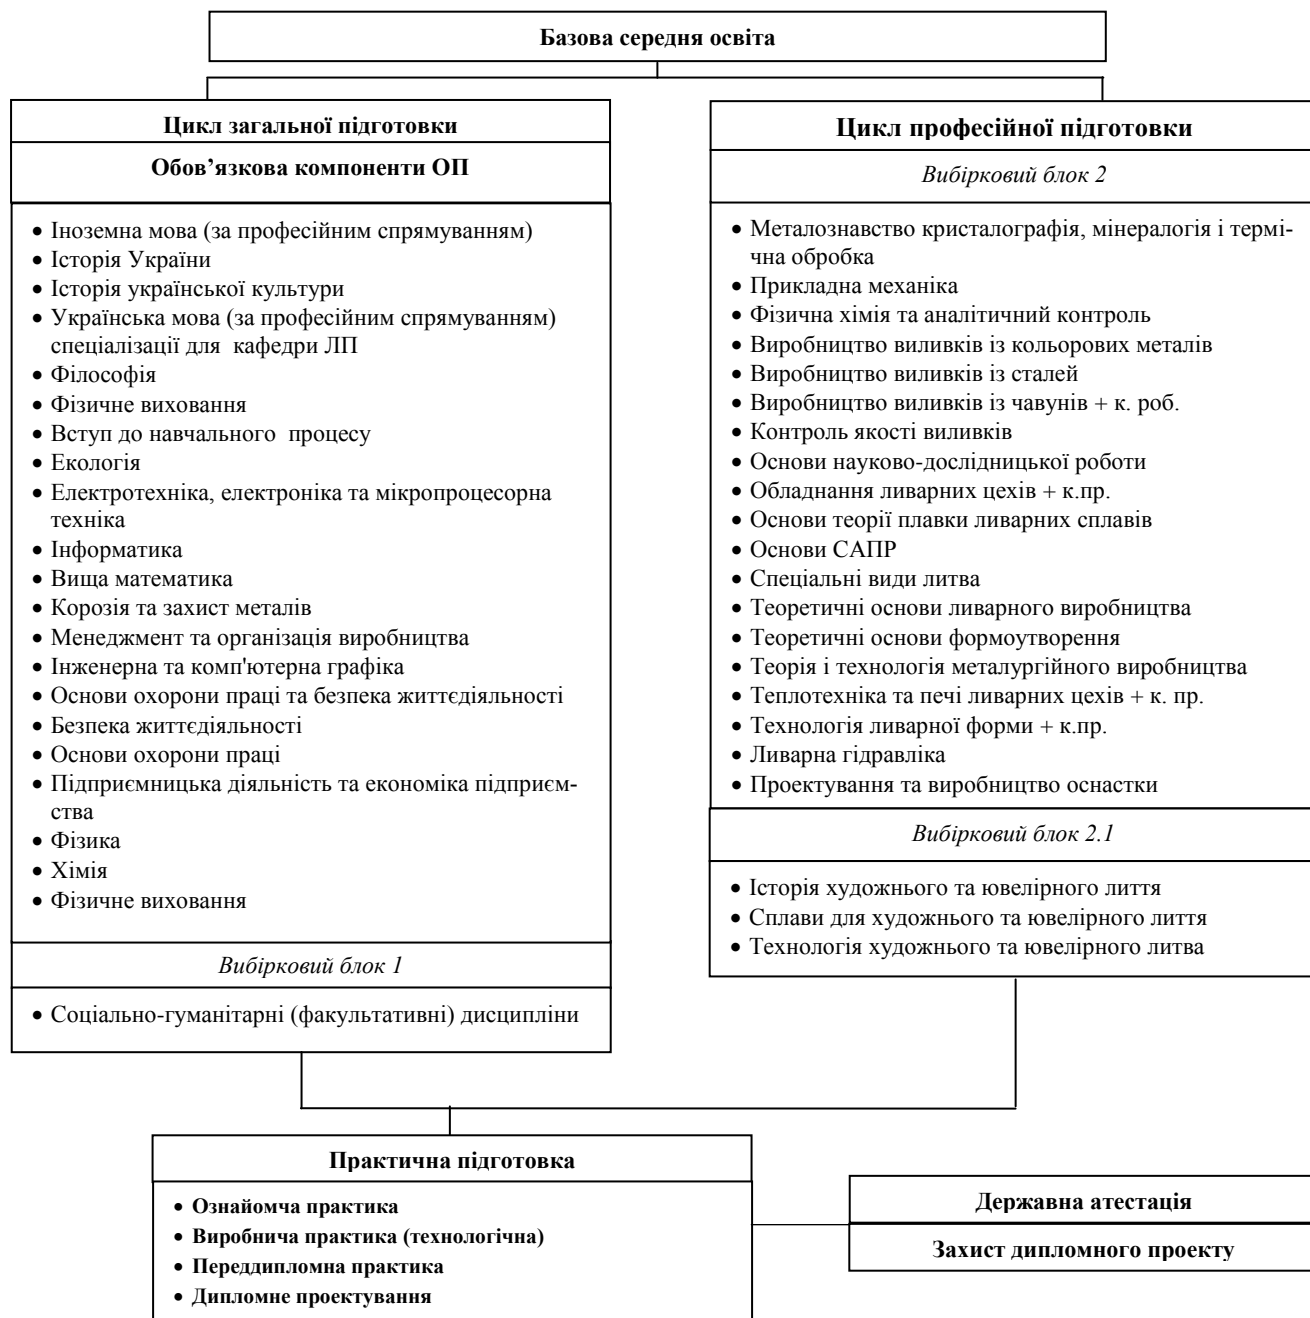 Базова середня освіта
Цикл загальної підготовки
Обов’язкова компоненти ОП
• Іноземна мова (за професійним спрямуванням)
• Історія України
• Історія української культури
• Українська мова (за професійним спрямуванням)
спеціалізації для кафедри ЛП
• Філософія
• Фізичне виховання
• Вступ до навчального процесу
• Екологія
• Електротехніка, електроніка та мікропроцесорна
техніка
• Інформатика
• Вища математика
• Корозія та захист металів
• Менеджмент та організація виробництва
• Інженерна та комп'ютерна графіка
• Основи охорони праці та безпека життєдіяльності
• Безпека життєдіяльності
• Основи охорони праці
• Підприємницька діяльність та економіка підприєм-
ства
• Фізика
• Хімія
• Фізичне виховання
Вибірковий блок 1
• Соціально-гуманітарні (факультативні) дисципліни
Цикл професійної підготовки
Вибірковий блок 2
• Металознавство кристалографія, мінералогія і термі-
чна обробка
• Прикладна механіка
• Фізична хімія та аналітичний контроль
• Виробництво виливків із кольорових металів
• Виробництво виливків із сталей
• Виробництво виливків із чавунів + к. роб.
• Контроль якості виливків
• Основи науково-дослідницької роботи
• Обладнання ливарних цехів + к.пр.
• Основи теорії плавки ливарних сплавів
• Основи САПР
• Спеціальні види литва
• Теоретичні основи ливарного виробництва
• Теоретичні основи формоутворення
• Теорія і технологія металургійного виробництва
• Теплотехніка та печі ливарних цехів + к. пр.
• Технологія ливарної форми + к.пр.
• Ливарна гідравліка
• Проектування та виробництво оснастки
Вибірковий блок 2.1
• Історія художнього та ювелірного лиття
• Сплави для художнього та ювелірного лиття
• Технологія художнього та ювелірного литва
Практична підготовка
• Ознайомча практика
• Виробнича практика (технологічна)
• Переддипломна практика
• Дипломне проектування
Державна атестація
Захист дипломного проекту